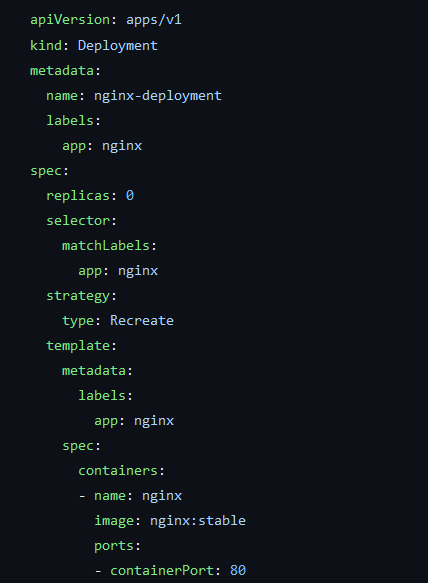 apiVersion: apps/v1
kind: Deployment
metadata:
  name: nginx-deployment
  labels:
    app: nginx
spec:
  replicas: 0
  selector:
    matchLabels:
      app: nginx
  strategy:
    type: Recreate
  template:
    metadata:
      labels:
        app: nginx
    spec:
      containers:
      - name: nginx
        image: nginx:stable
        ports:
        - containerPort: 80